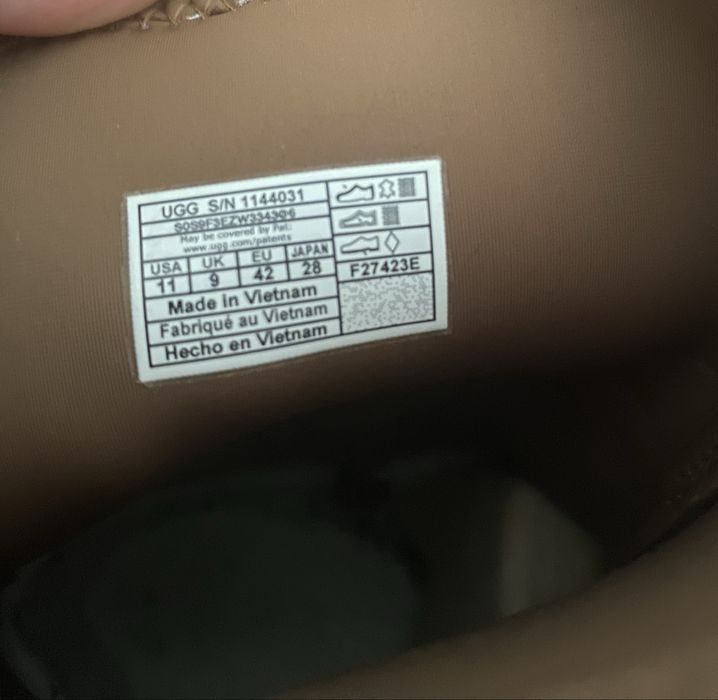 UGG S/N 1144031
May be covered by Pat.:
www.ugg.com/patents
USA UK EU JAPAN
11 9 42 28
Made in Vietnam
Fabriqué au Vietnam
Hecho en Vietnam
F27423E